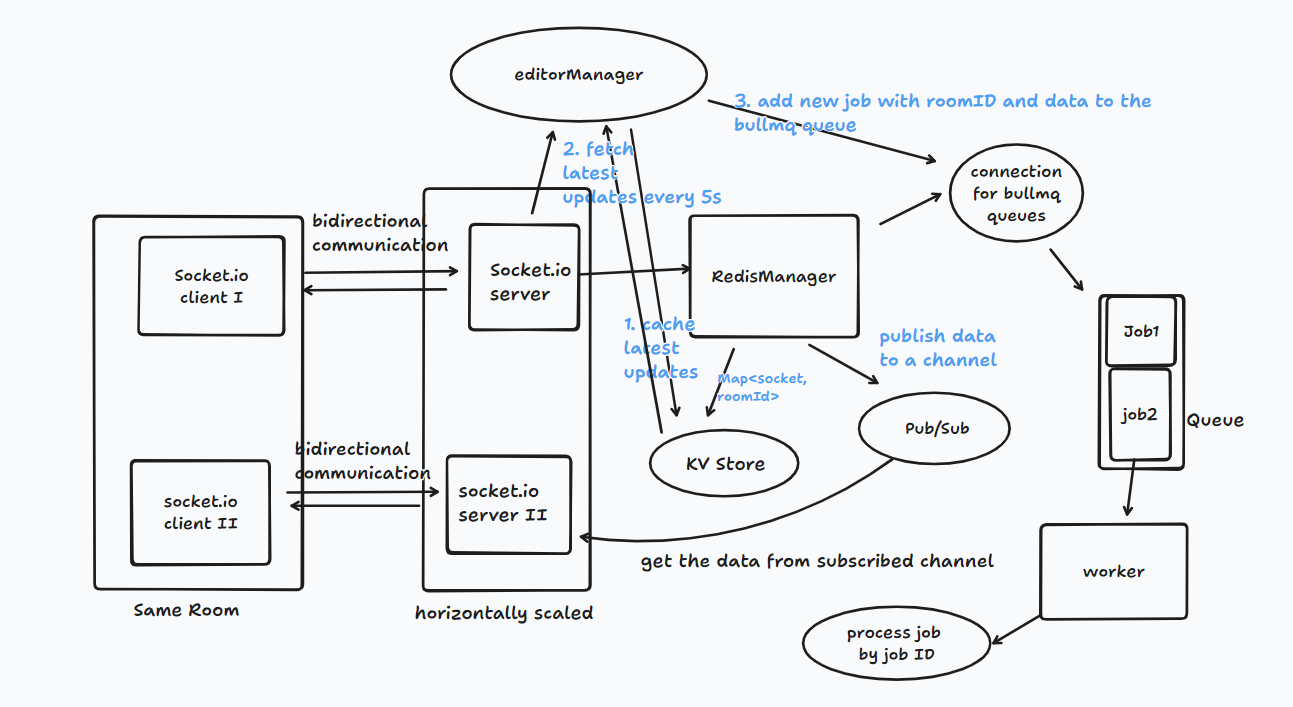 editorManager
3. add new job with roomID and data to the
bullmq queue
2. fetch
latest
updates every 5s
connection
for bullmq
queues
bidirectional
communication
Socket.io
client I
Socket.io
server
RedisManager
1. cache
latest
updates
publish data
to a channel
Map<socket,
roomId>
Job1
job2
Queue
Pub/Sub
KV Store
bidirectional
communication
socket.io
client II
socket.io
server II
get the data from subscribed channel
worker
Same Room
horizontally scaled
process job
by job ID